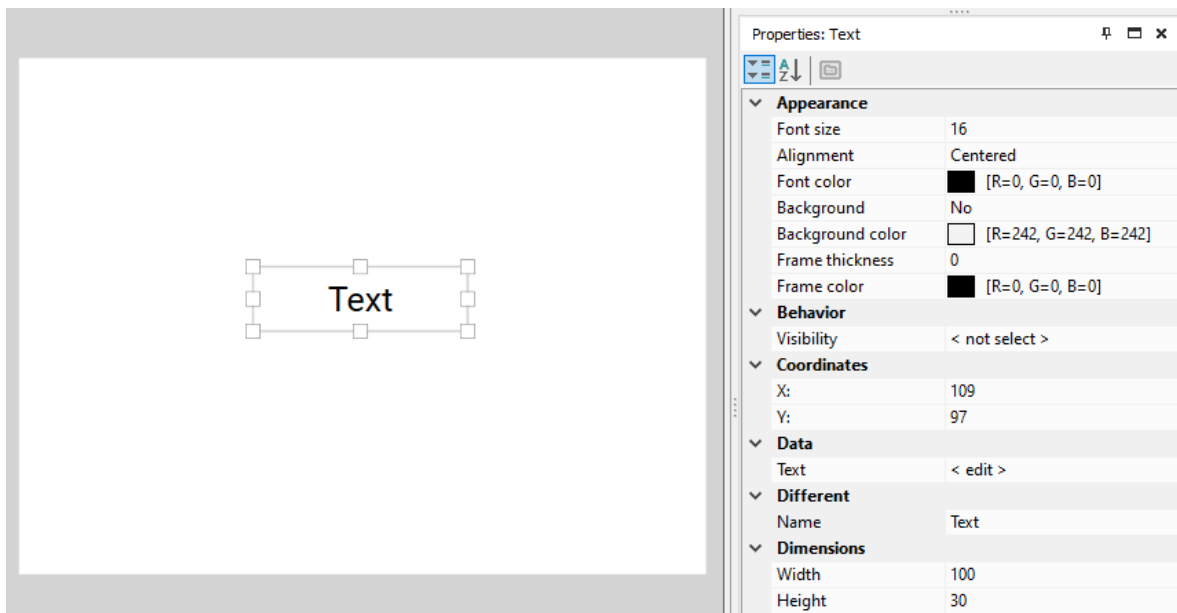 Text
Properties: Text
Appearance
Font size 16
Alignment Centered
Font color [R=0, G=0, B=0]
Background No
Background color [R=242, G=242, B=242]
Frame thickness 0
Frame color [R=0, G=0, B=0]
Behavior
Visibility < not select >
Coordinates
X: 109
Y: 97
Data
Text < edit >
Different
Name Text
Dimensions
Width 100
Height 30